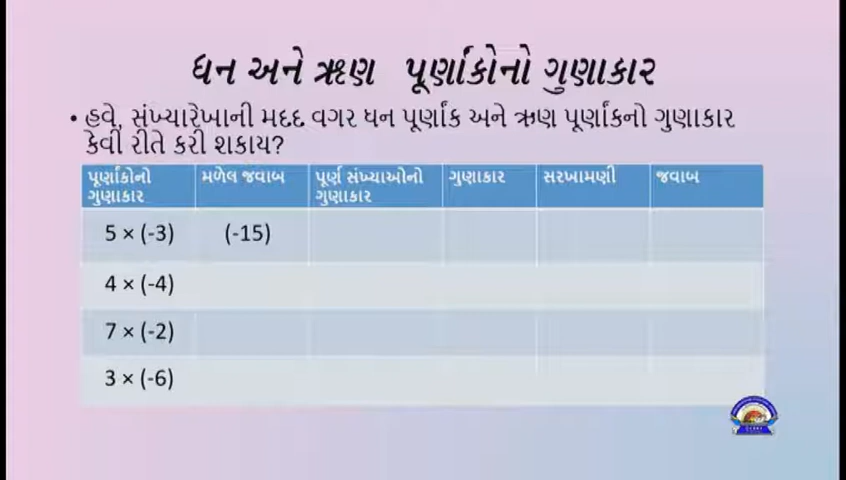 ધન અને ઋણ પૂર્ણાંકોનો ગુણાકાર
• હવે, સંખ્યારેખાની મદદ વગર ધન પૂર્ણાંક અને ઋણ પૂર્ણાંકનો ગુણાકાર
કેવી રીતે કરી શકાય?
પૂર્ણાંકોનો ગુણાકાર મળેલ જવાબ પૂર્ણ સંખ્યાઓનો ગુણાકાર ગુણાકાર સરખામણી જવાબ
5 × (-3) (-15)
4 × (-4)
7 × (-2)
3 × (-6)